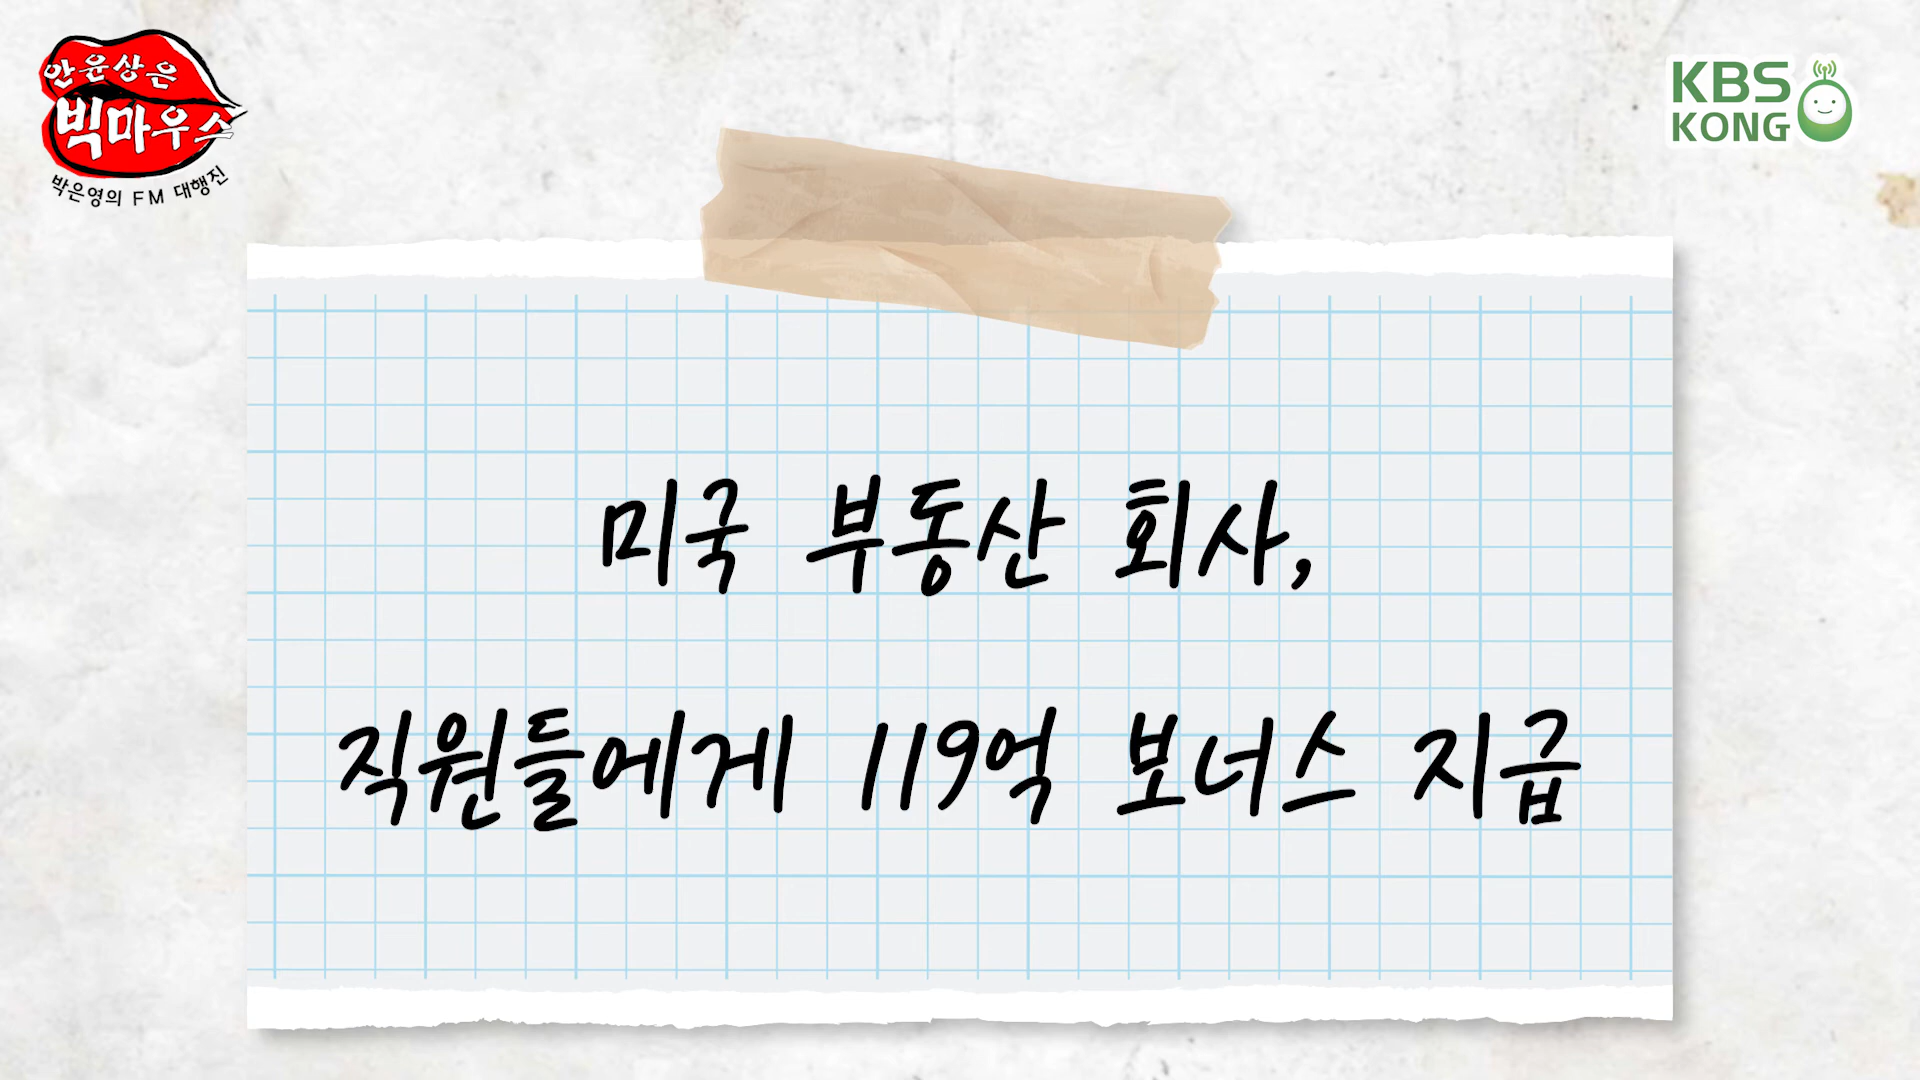 안윤상은
빅마우스
박은영의 FM 대행진
KBS
KONG
미국 부동산 회사,
직원들에게 119억 보너스 지급